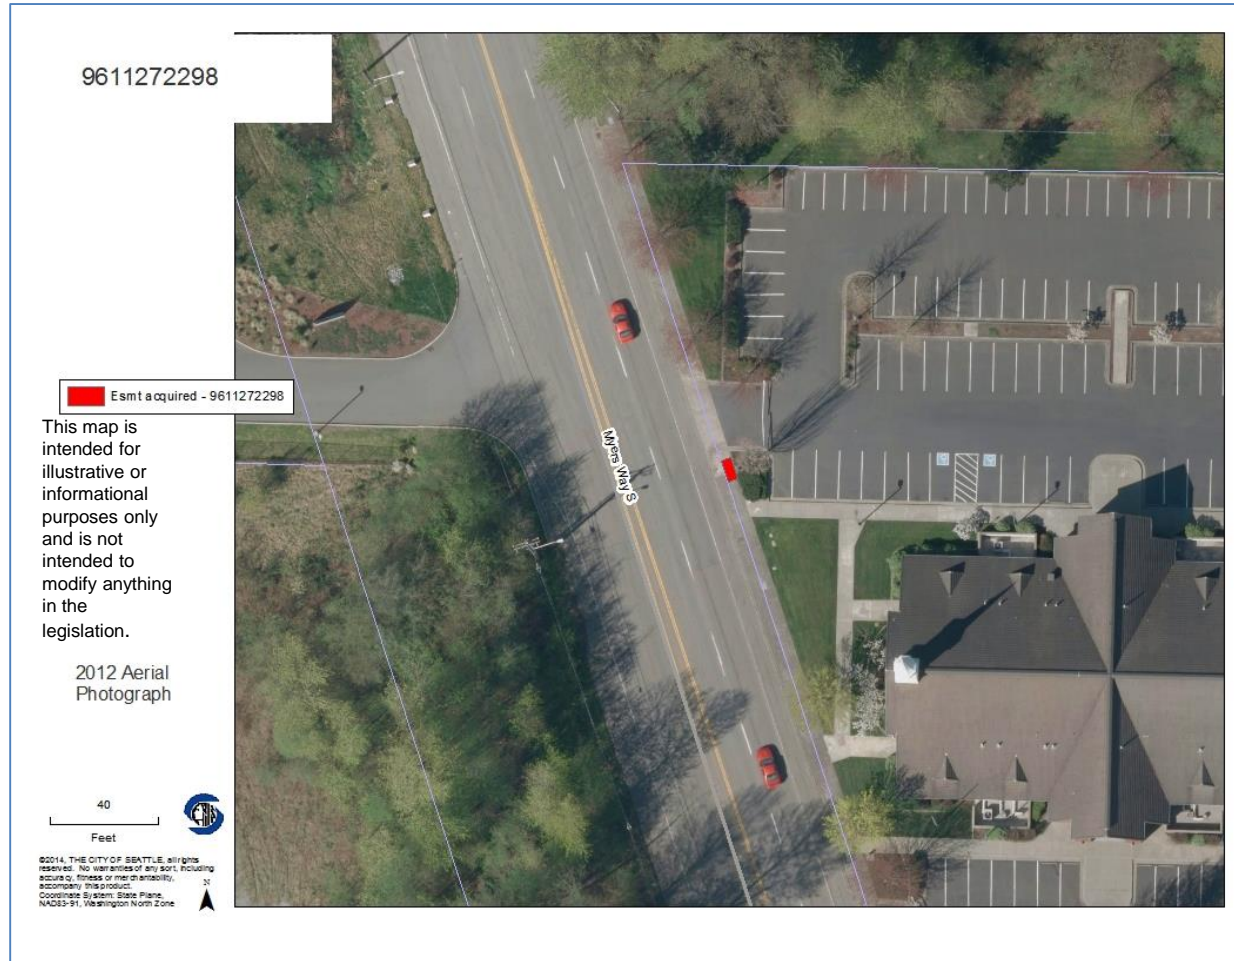 9611272298
Esmt acquired - 9611272298
This map is
intended for
illustrative or
informational
purposes only
and is not
intended to
modify anything
in the
legislation.
2012 Aerial
Photograph
40
Feet
©2014, THE CITY OF SEATTLE, all rights
reserved. No warranties of any sort, including
accuracy, fitness or merchantability,
accompany this product.
Coordinate System: State Plane,
NAD83-91, Washington North Zone
N
Myers Way S